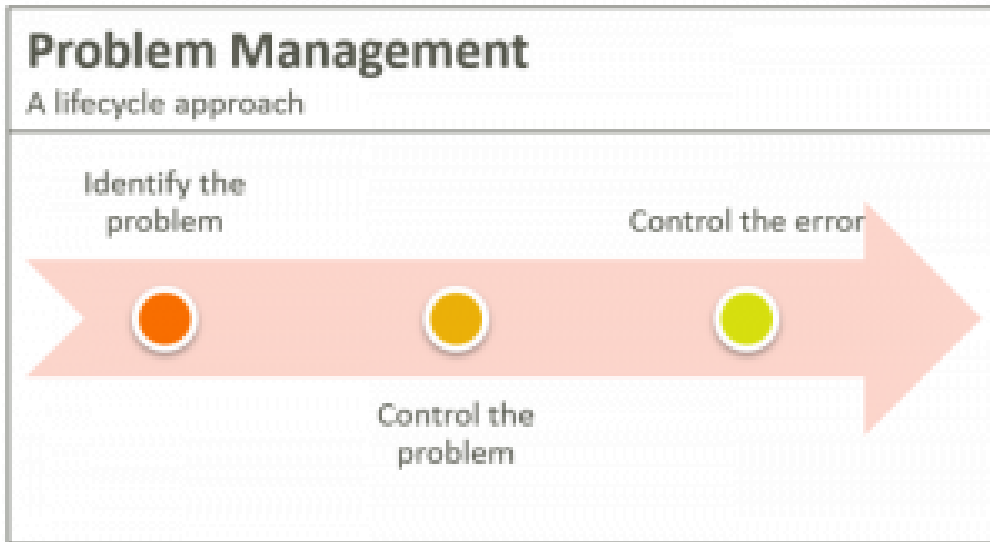 Problem Management
A lifecycle approach
Identify the
problem
Control the
problem
Control the error